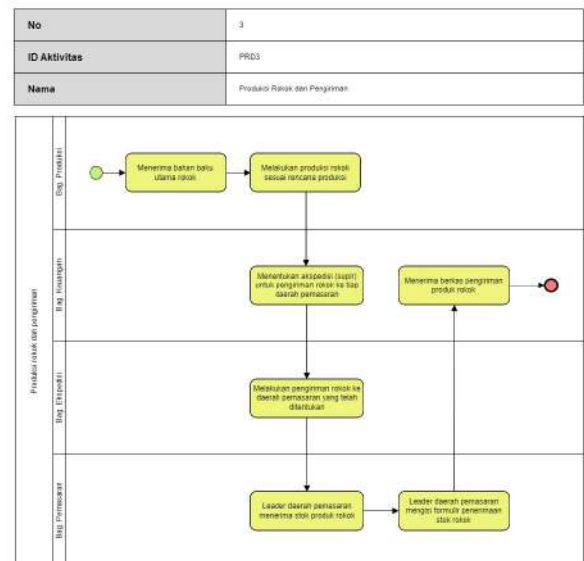 No
3
ID Aktivitas
PRD3
Nama
Produksi Rokok dan Pengiriman
Produksi rokok dan pengiriman
Bag. Produksi
Menerima bahan baku
utama rokok
Melakukan produksi rokok
sesuai rencana produksi
Bag. Keuangan
Menentukan ekspedisi (supir)
untuk pengiriman rokok ke tiap
daerah pemasaran
Menerima berkas pengiriman
produk rokok
Bag. Ekspedisi
Melakukan pengiriman rokok ke
daerah pemasaran yang telah
ditentukan
Bag. Pemasaran
Leader daerah pemasaran
menerima stok produk rokok
Leader daerah pemasaran
mengisi formulir penerimaan
stok rokok